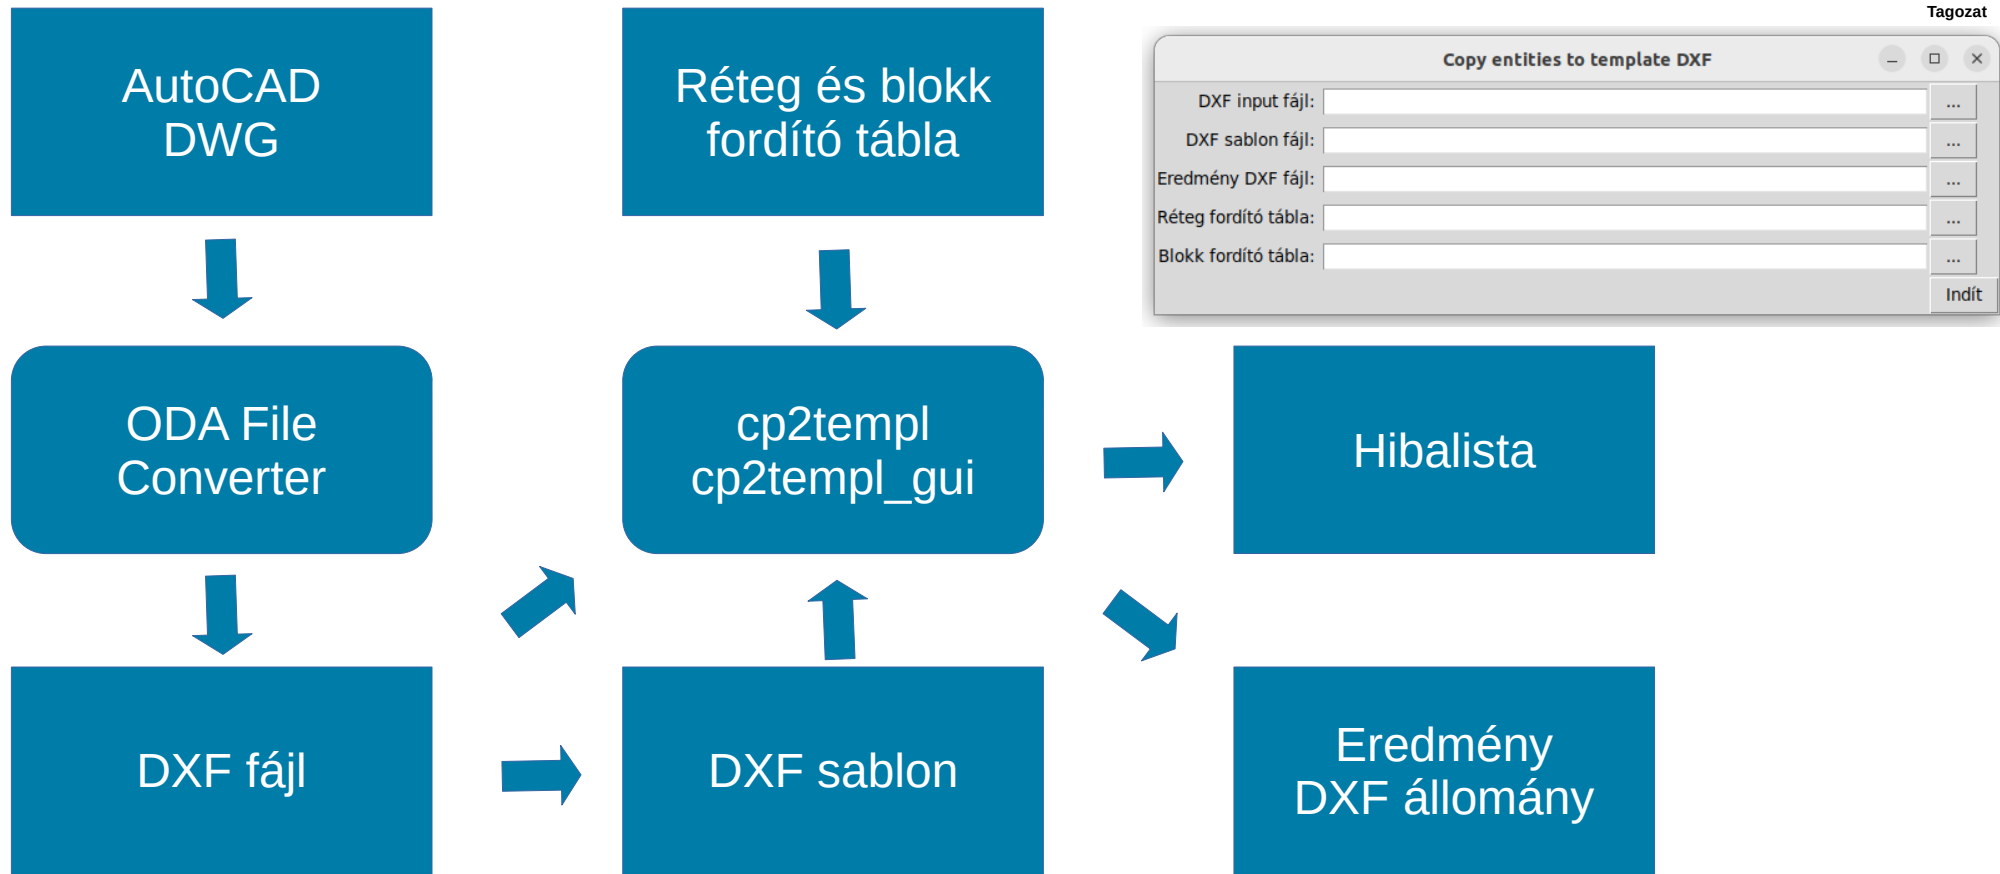 Tagozat
AutoCAD
DWG
Réteg és blokk
fordító tábla
Copy entities to template DXF
DXF input fájl:
...
DXF sablon fájl:
...
Eredmény DXF fájl:
...
Réteg fordító tábla:
...
Blokk fordító tábla:
...
Indít
ODA File
Converter
cp2templ
cp2templ_gui
Hibalista
DXF fájl
DXF sablon
Eredmény
DXF állomány